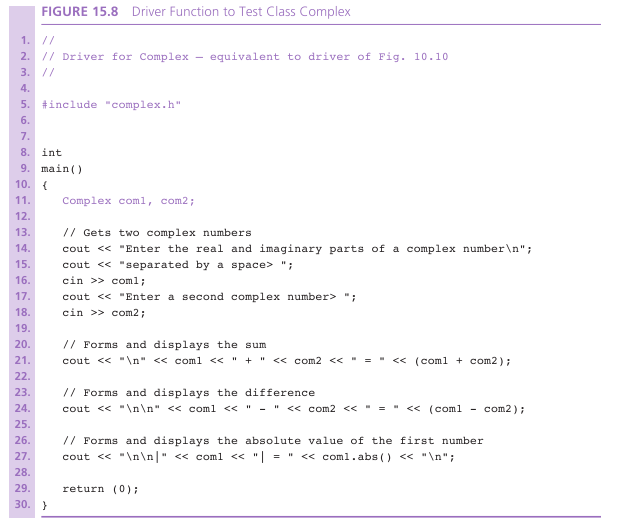 FIGURE 15.8 Driver Function to Test Class Complex
1. //
2. // Driver for Complex — equivalent to driver of Fig. 10.10
3. //
4.
5. #include "complex.h"
6.
7.
8. int
9. main()
10. {
11. Complex com1, com2;
12.
13. // Gets two complex numbers
14. cout << "Enter the real and imaginary parts of a complex number\n";
15. cout << "separated by a space> ";
16. cin >> com1;
17. cout << "Enter a second complex number> ";
18. cin >> com2;
19.
20. // Forms and displays the sum
21. cout << "\n" << com1 << " + " << com2 << " = " << (com1 + com2);
22.
23. // Forms and displays the difference
24. cout << "\n\n" << com1 << " - " << com2 << " = " << (com1 - com2);
25.
26. // Forms and displays the absolute value of the first number
27. cout << "\n\n|" << com1 << "| = " << com1.abs() << "\n";
28.
29. return (0);
30. }